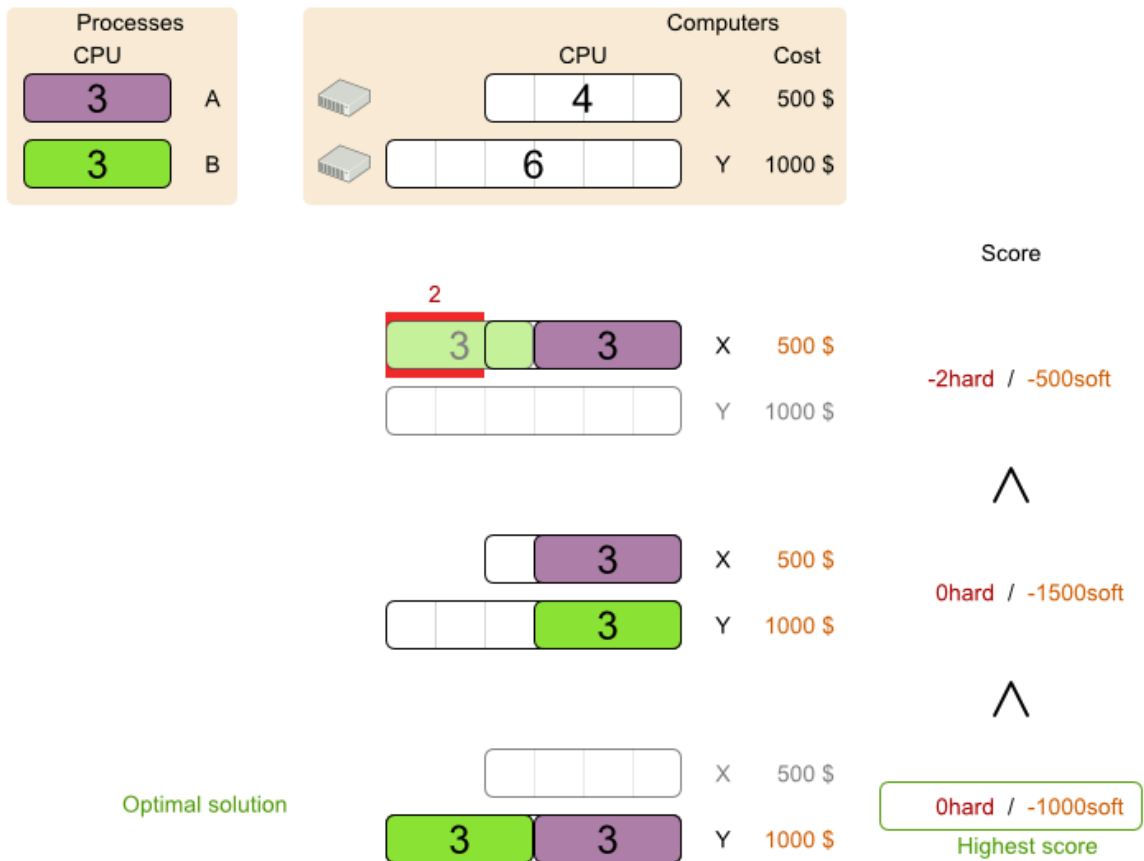 Processes
CPU
3 A
3 B
Computers
CPU Cost
4 X 500 $
6 Y 1000 $
Score
2
3 3 X 500 $
Y 1000 $
-2hard / -500soft
3 X 500 $
3 Y 1000 $
0hard / -1500soft
Optimal solution
X 500 $
3 3 Y 1000 $
0hard / -1000soft
Highest score